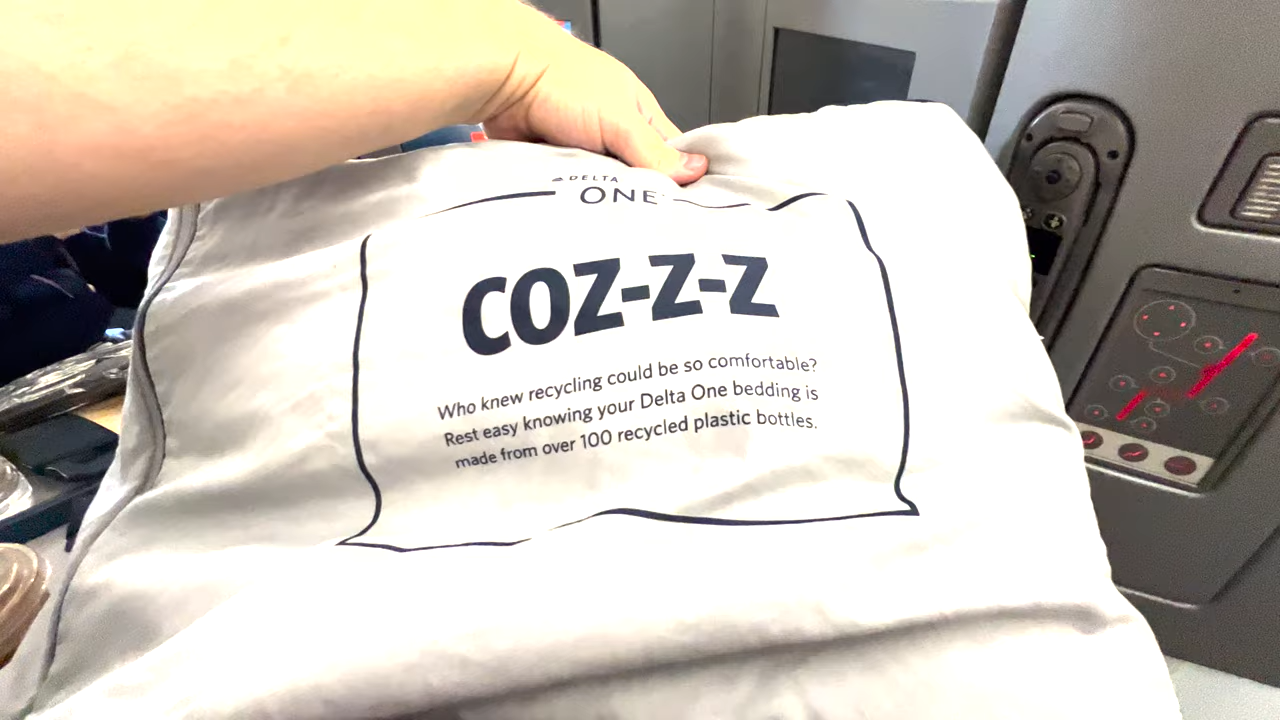 DELTA
ONE
COZ-Z-Z
Who knew recycling could be so comfortable?
Rest easy knowing your Delta One bedding is
made from over 100 recycled plastic bottles.